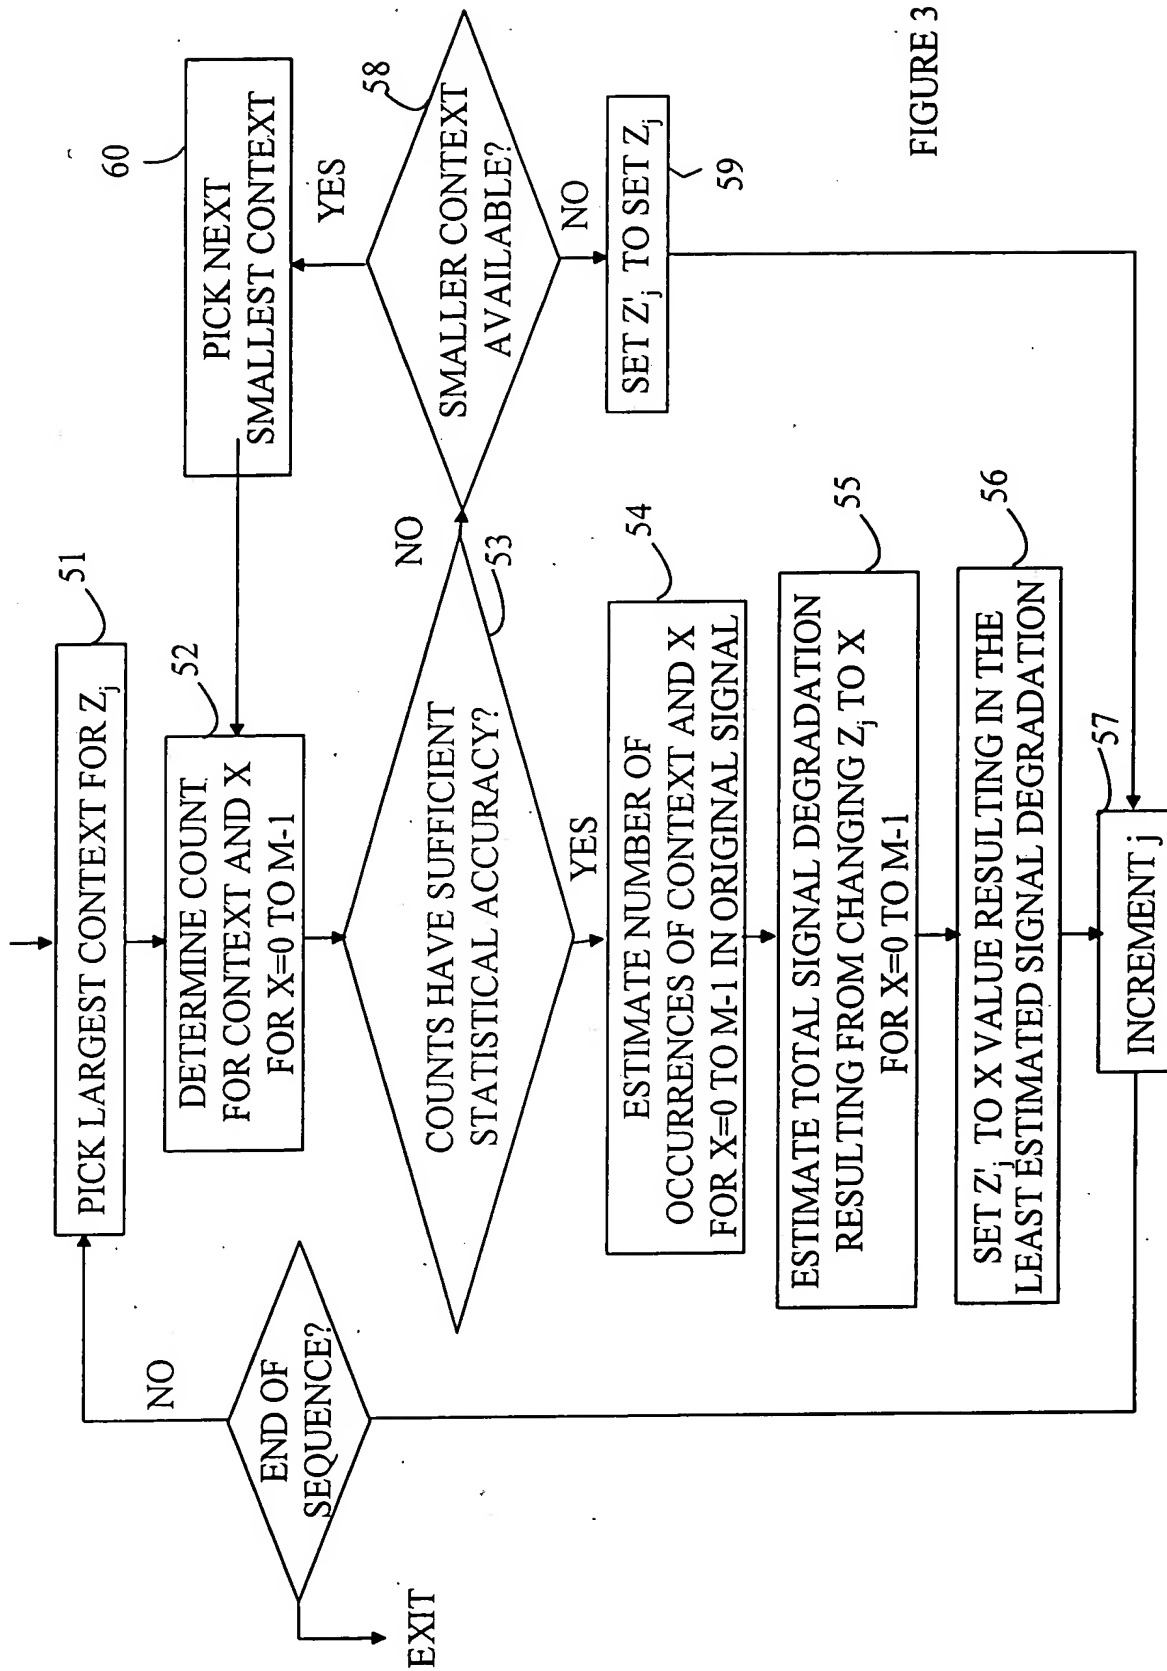 51
PICK LARGEST CONTEXT FOR Zj
52
DETERMINE COUNT
FOR CONTEXT AND X
FOR X=0 TO M-1
60
PICK NEXT
SMALLEST CONTEXT
YES
NO
END OF
SEQUENCE?
EXIT
COUNTS HAVE SUFFICIENT
STATISTICAL ACCURACY?
53
NO
58
SMALLER CONTEXT
AVAILABLE?
YES
NO
54
ESTIMATE NUMBER OF
OCCURRENCES OF CONTEXT AND X
FOR X=0 TO M-1 IN ORIGINAL SIGNAL
SET Z'j TO SET Zj
59
55
ESTIMATE TOTAL SIGNAL DEGRADATION
RESULTING FROM CHANGING Zj TO X
FOR X=0 TO M-1
56
SET Z'j TO X VALUE RESULTING IN THE
LEAST ESTIMATED SIGNAL DEGRADATION
57
INCREMENT j
FIGURE 3